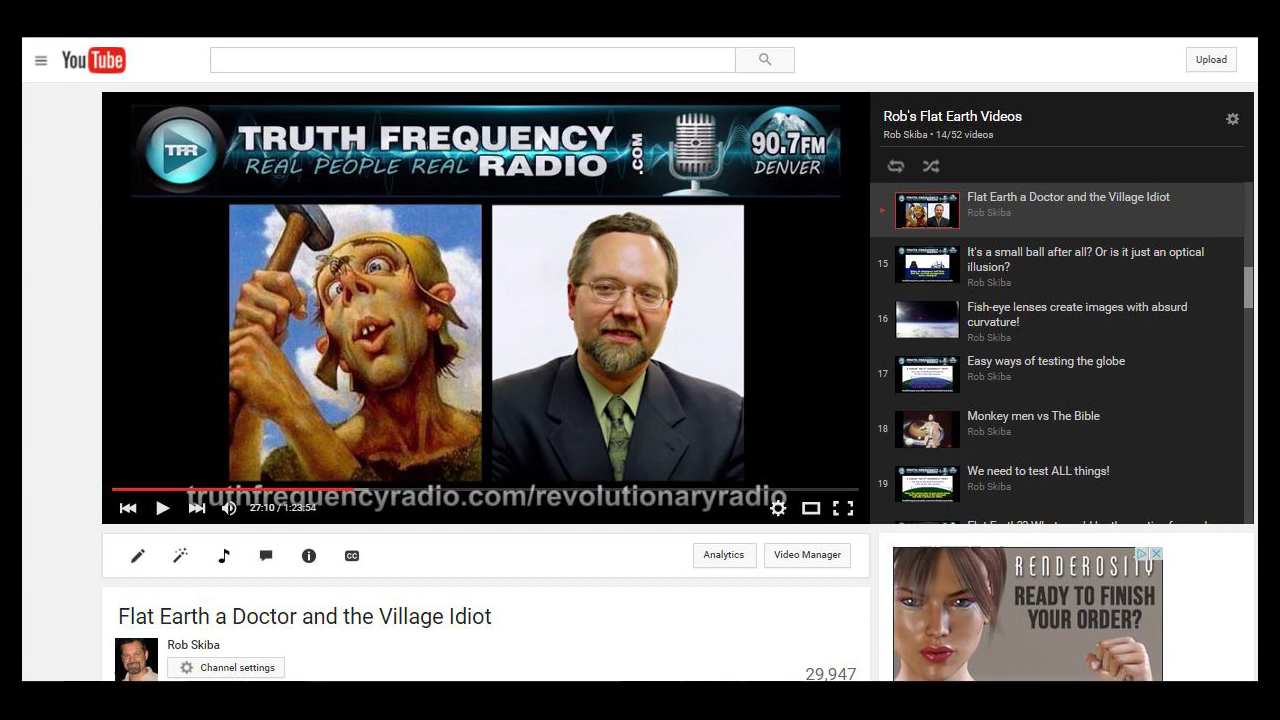 YouTube
Upload
TFR
TRUTH FREQUENCY
REAL PEOPLE REAL RADIO
.COM
90.7FM
DENVER
truthfrequencyradio.com/revolutionaryradio
27:10 / 1:23:54
Rob's Flat Earth Videos
Rob Skiba • 14/52 videos
Flat Earth a Doctor and the Village Idiot
Rob Skiba
15
It's a small ball after all? Or is it just an optical
illusion?
Rob Skiba
16
Fish-eye lenses create images with absurd
curvature!
Rob Skiba
17
Easy ways of testing the globe
Rob Skiba
18
Monkey men vs The Bible
Rob Skiba
19
We need to test ALL things!
Rob Skiba
CC
Analytics
Video Manager
Flat Earth a Doctor and the Village Idiot
Rob Skiba
Channel settings
29,947
RENDEROSITY
READY TO FINISH
YOUR ORDER?